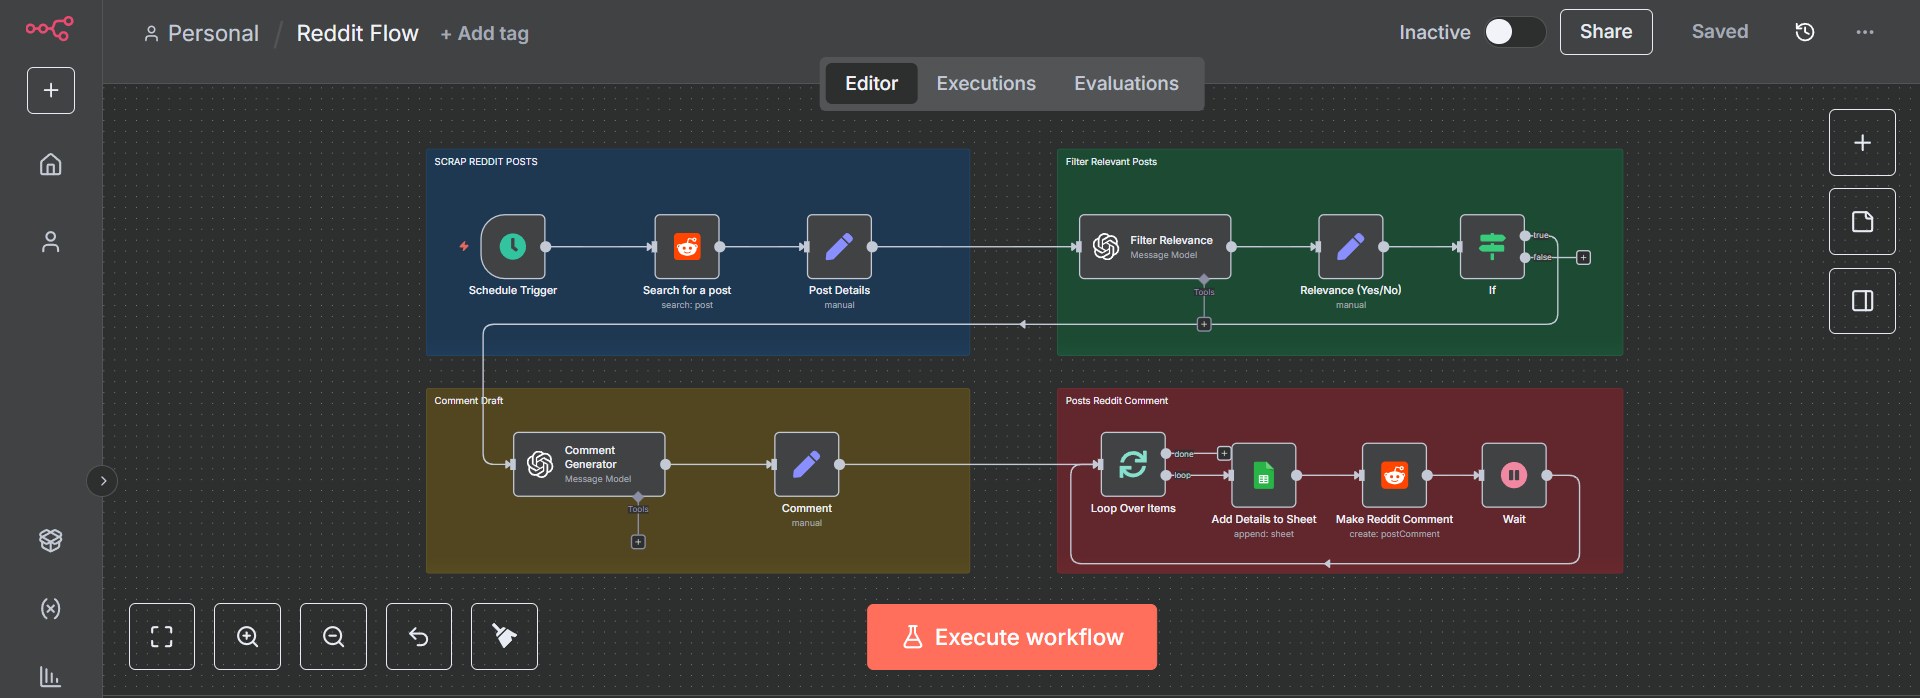 Personal / Reddit Flow + Add tag
Inactive
Share
Saved
Editor
Executions
Evaluations
SCRAP REDDIT POSTS
Schedule Trigger
Search for a post
search: post
Post Details
manual
Filter Relevant Posts
Filter Relevance
Message Model
Tools
Relevance (Yes/No)
manual
If
true
false
Comment Draft
Comment
Generator
Message Model
Tools
Comment
manual
Posts Reddit Comment
Loop Over Items
done
loop
Add Details to Sheet
append: sheet
Make Reddit Comment
create: postComment
Wait
Execute workflow